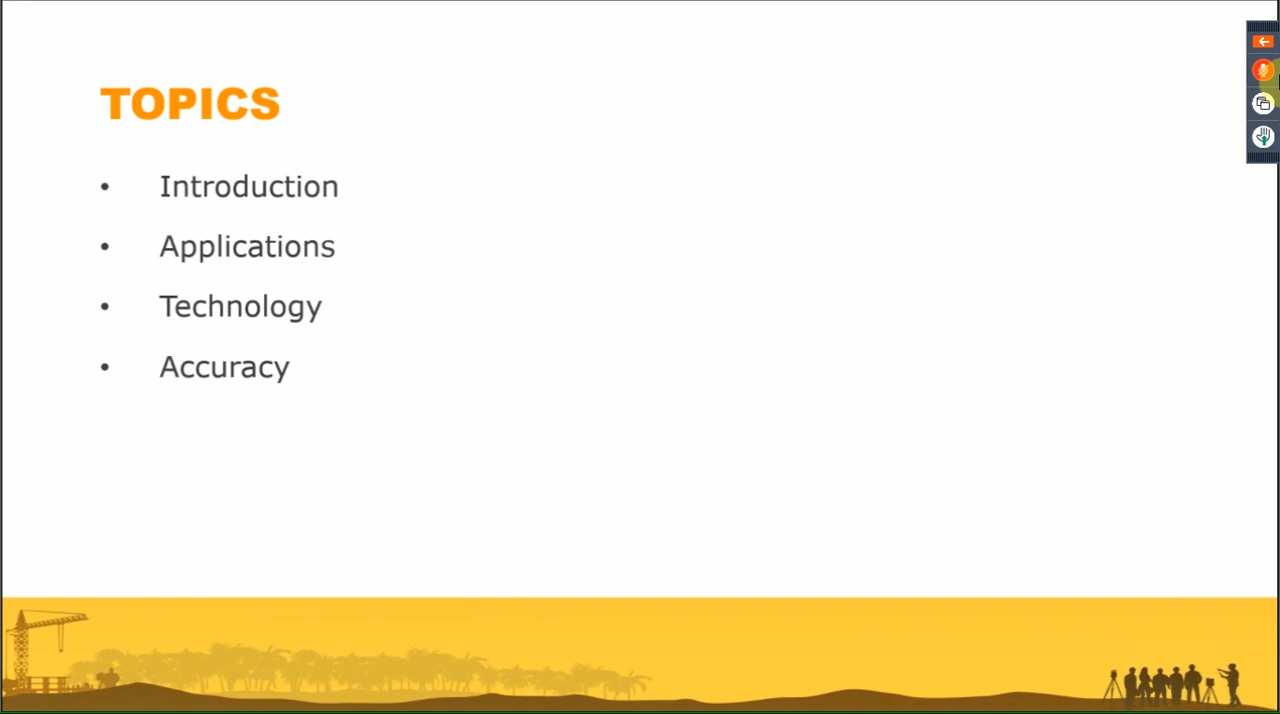 TOPICS
• Introduction
• Applications
• Technology
• Accuracy